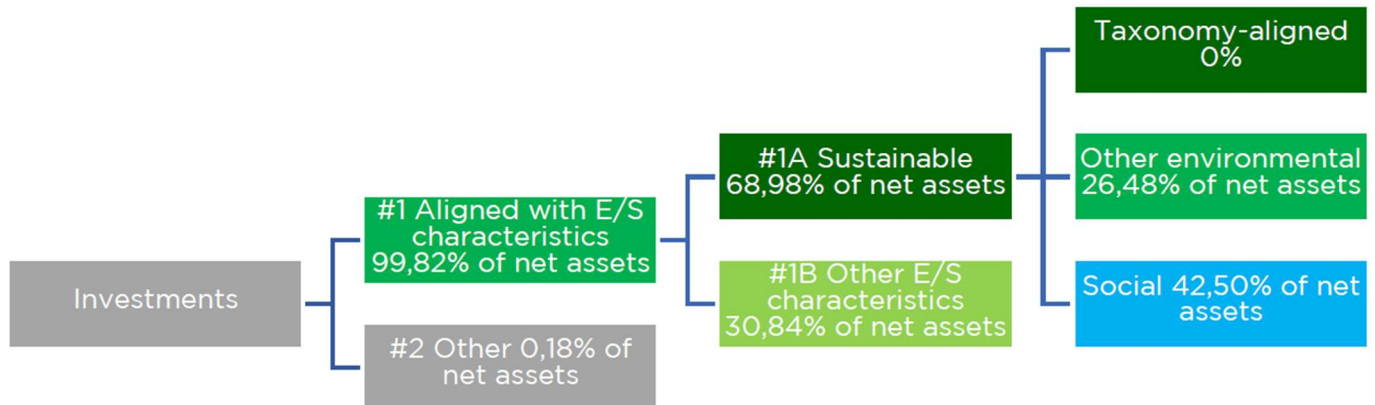 Investments
#1 Aligned with E/S
characteristics
99,82% of net assets
#2 Other 0,18% of
net assets
#1A Sustainable
68,98% of net assets
#1B Other E/S
characteristics
30,84% of net assets
Taxonomy-aligned
0%
Other environmental
26,48% of net assets
Social 42,50% of net
assets